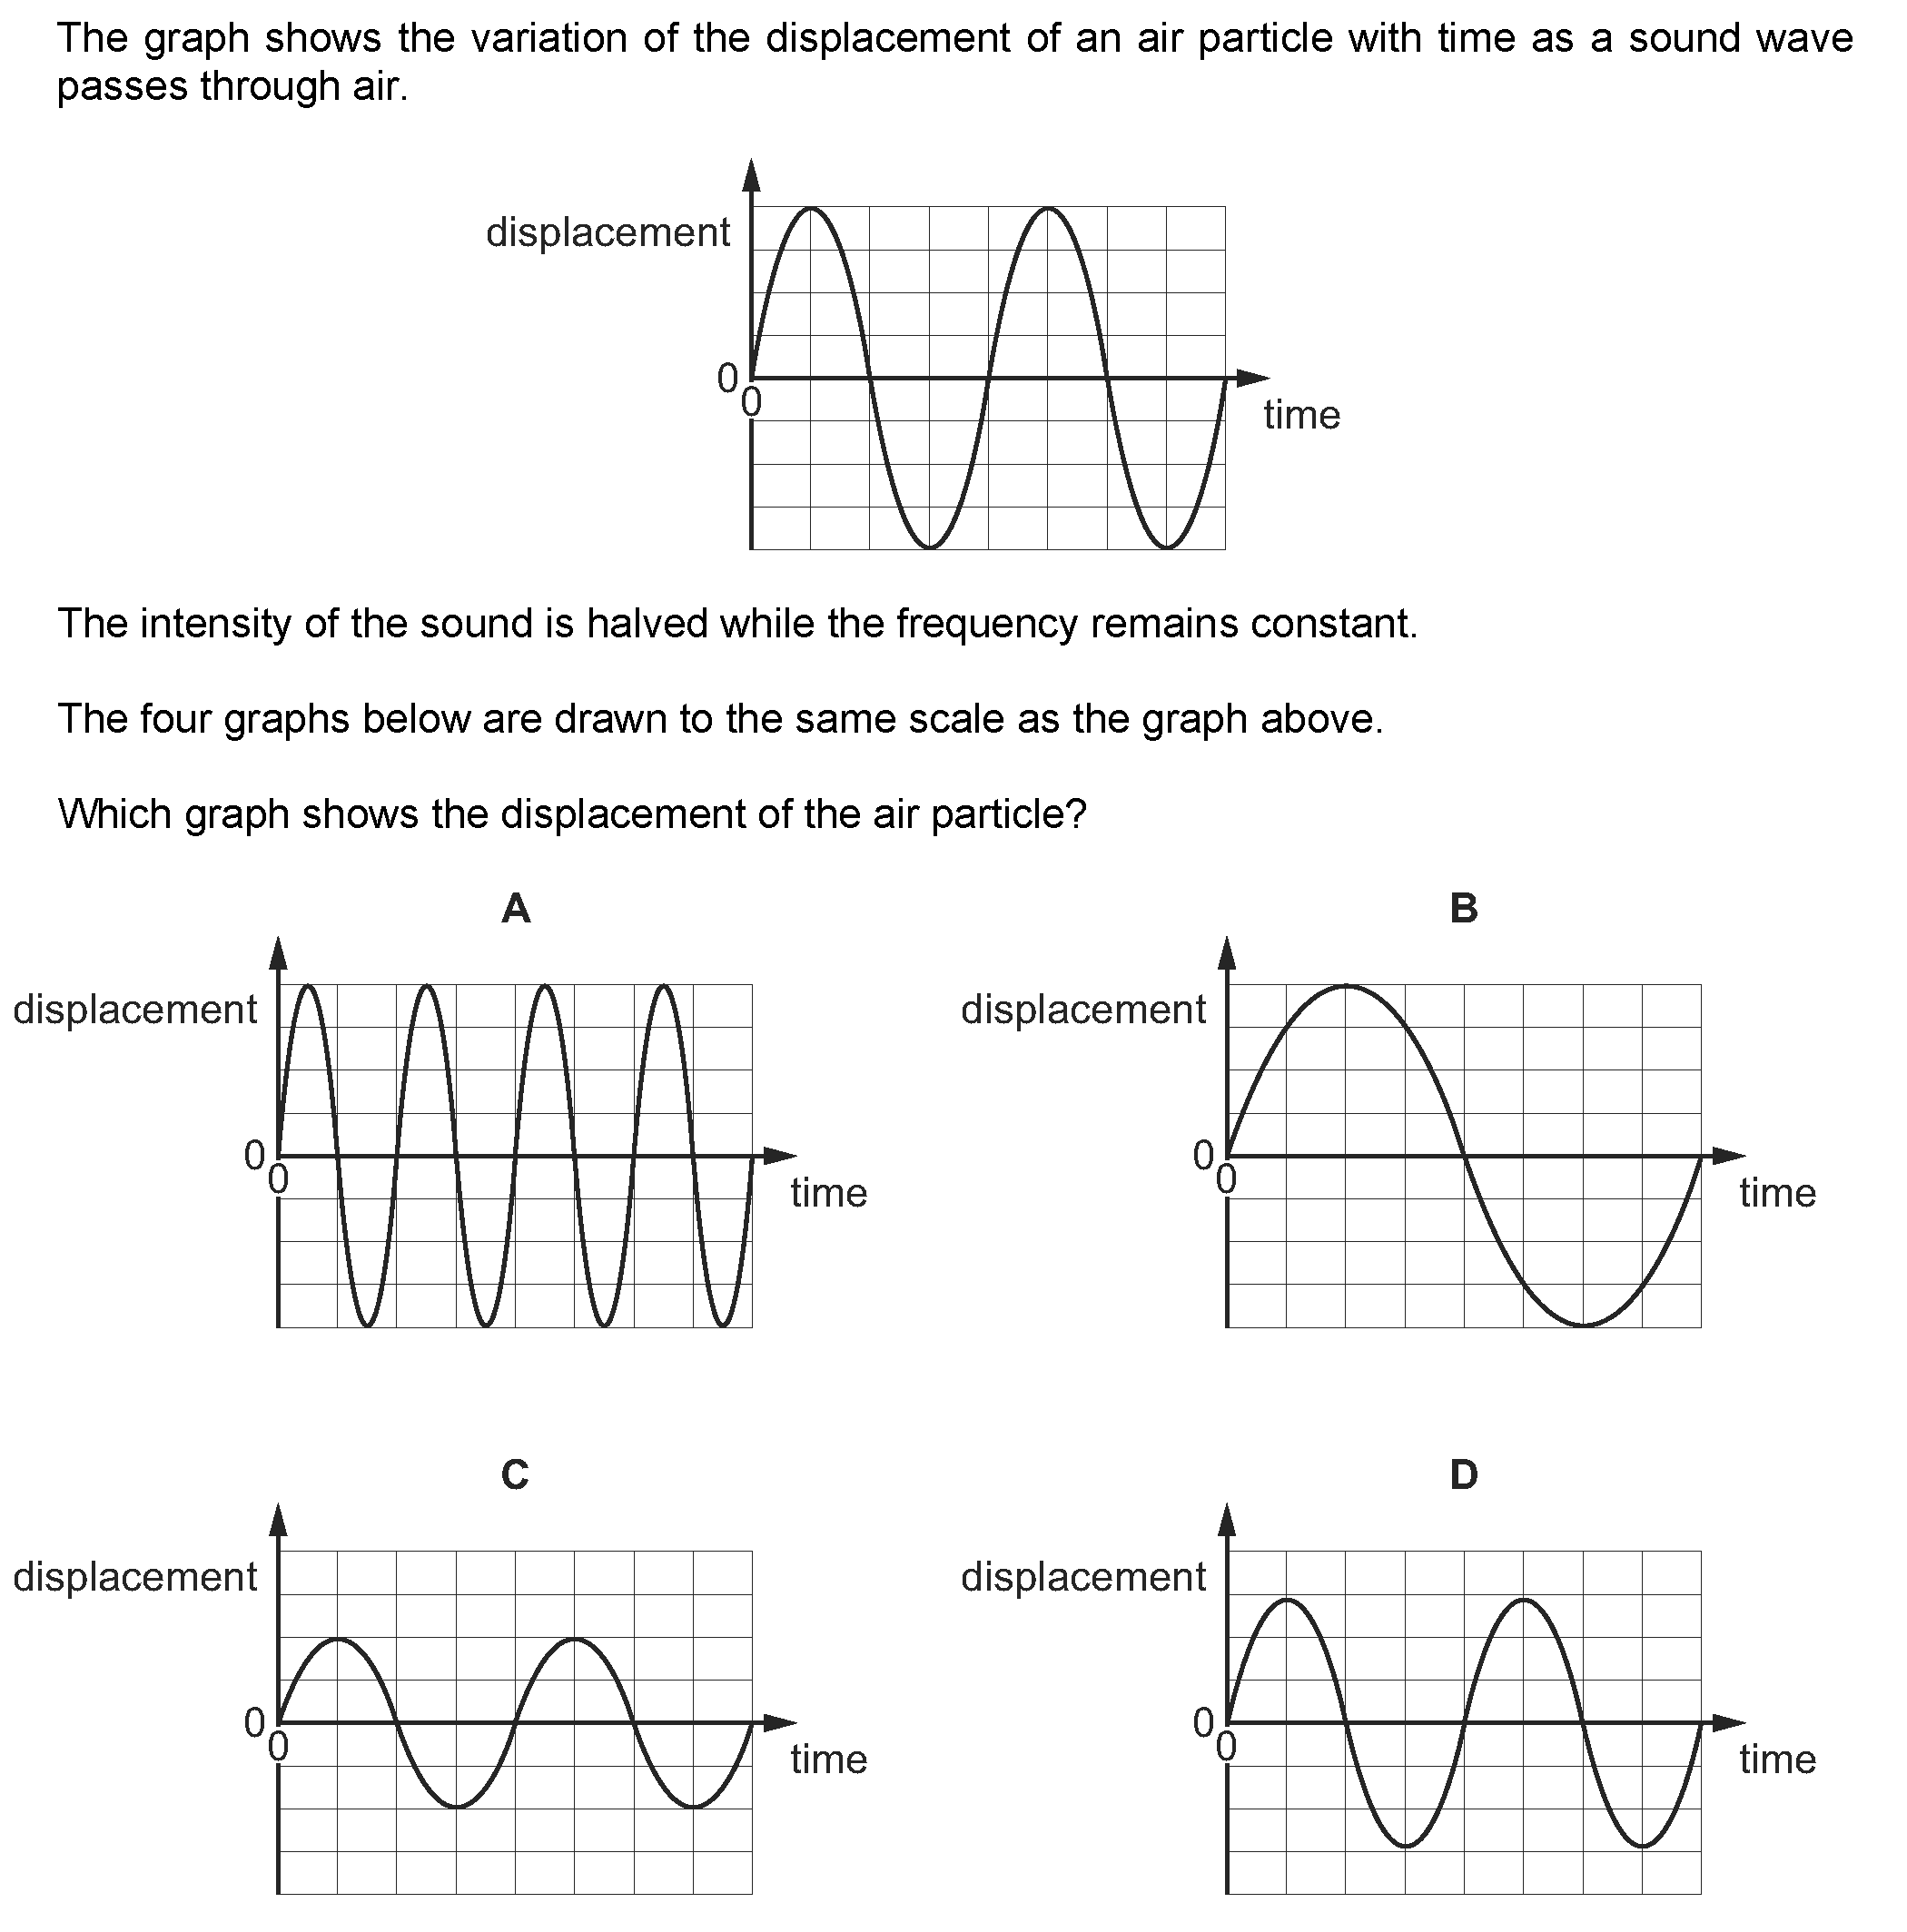 The graph shows the variation of the displacement of an air particle with time as a sound wave
passes through air.
displacement
0
0
time
The intensity of the sound is halved while the frequency remains constant.
The four graphs below are drawn to the same scale as the graph above.
Which graph shows the displacement of the air particle?
A
displacement
0
0
time
B
displacement
0
0
time
C
displacement
0
0
time
D
displacement
0
0
time